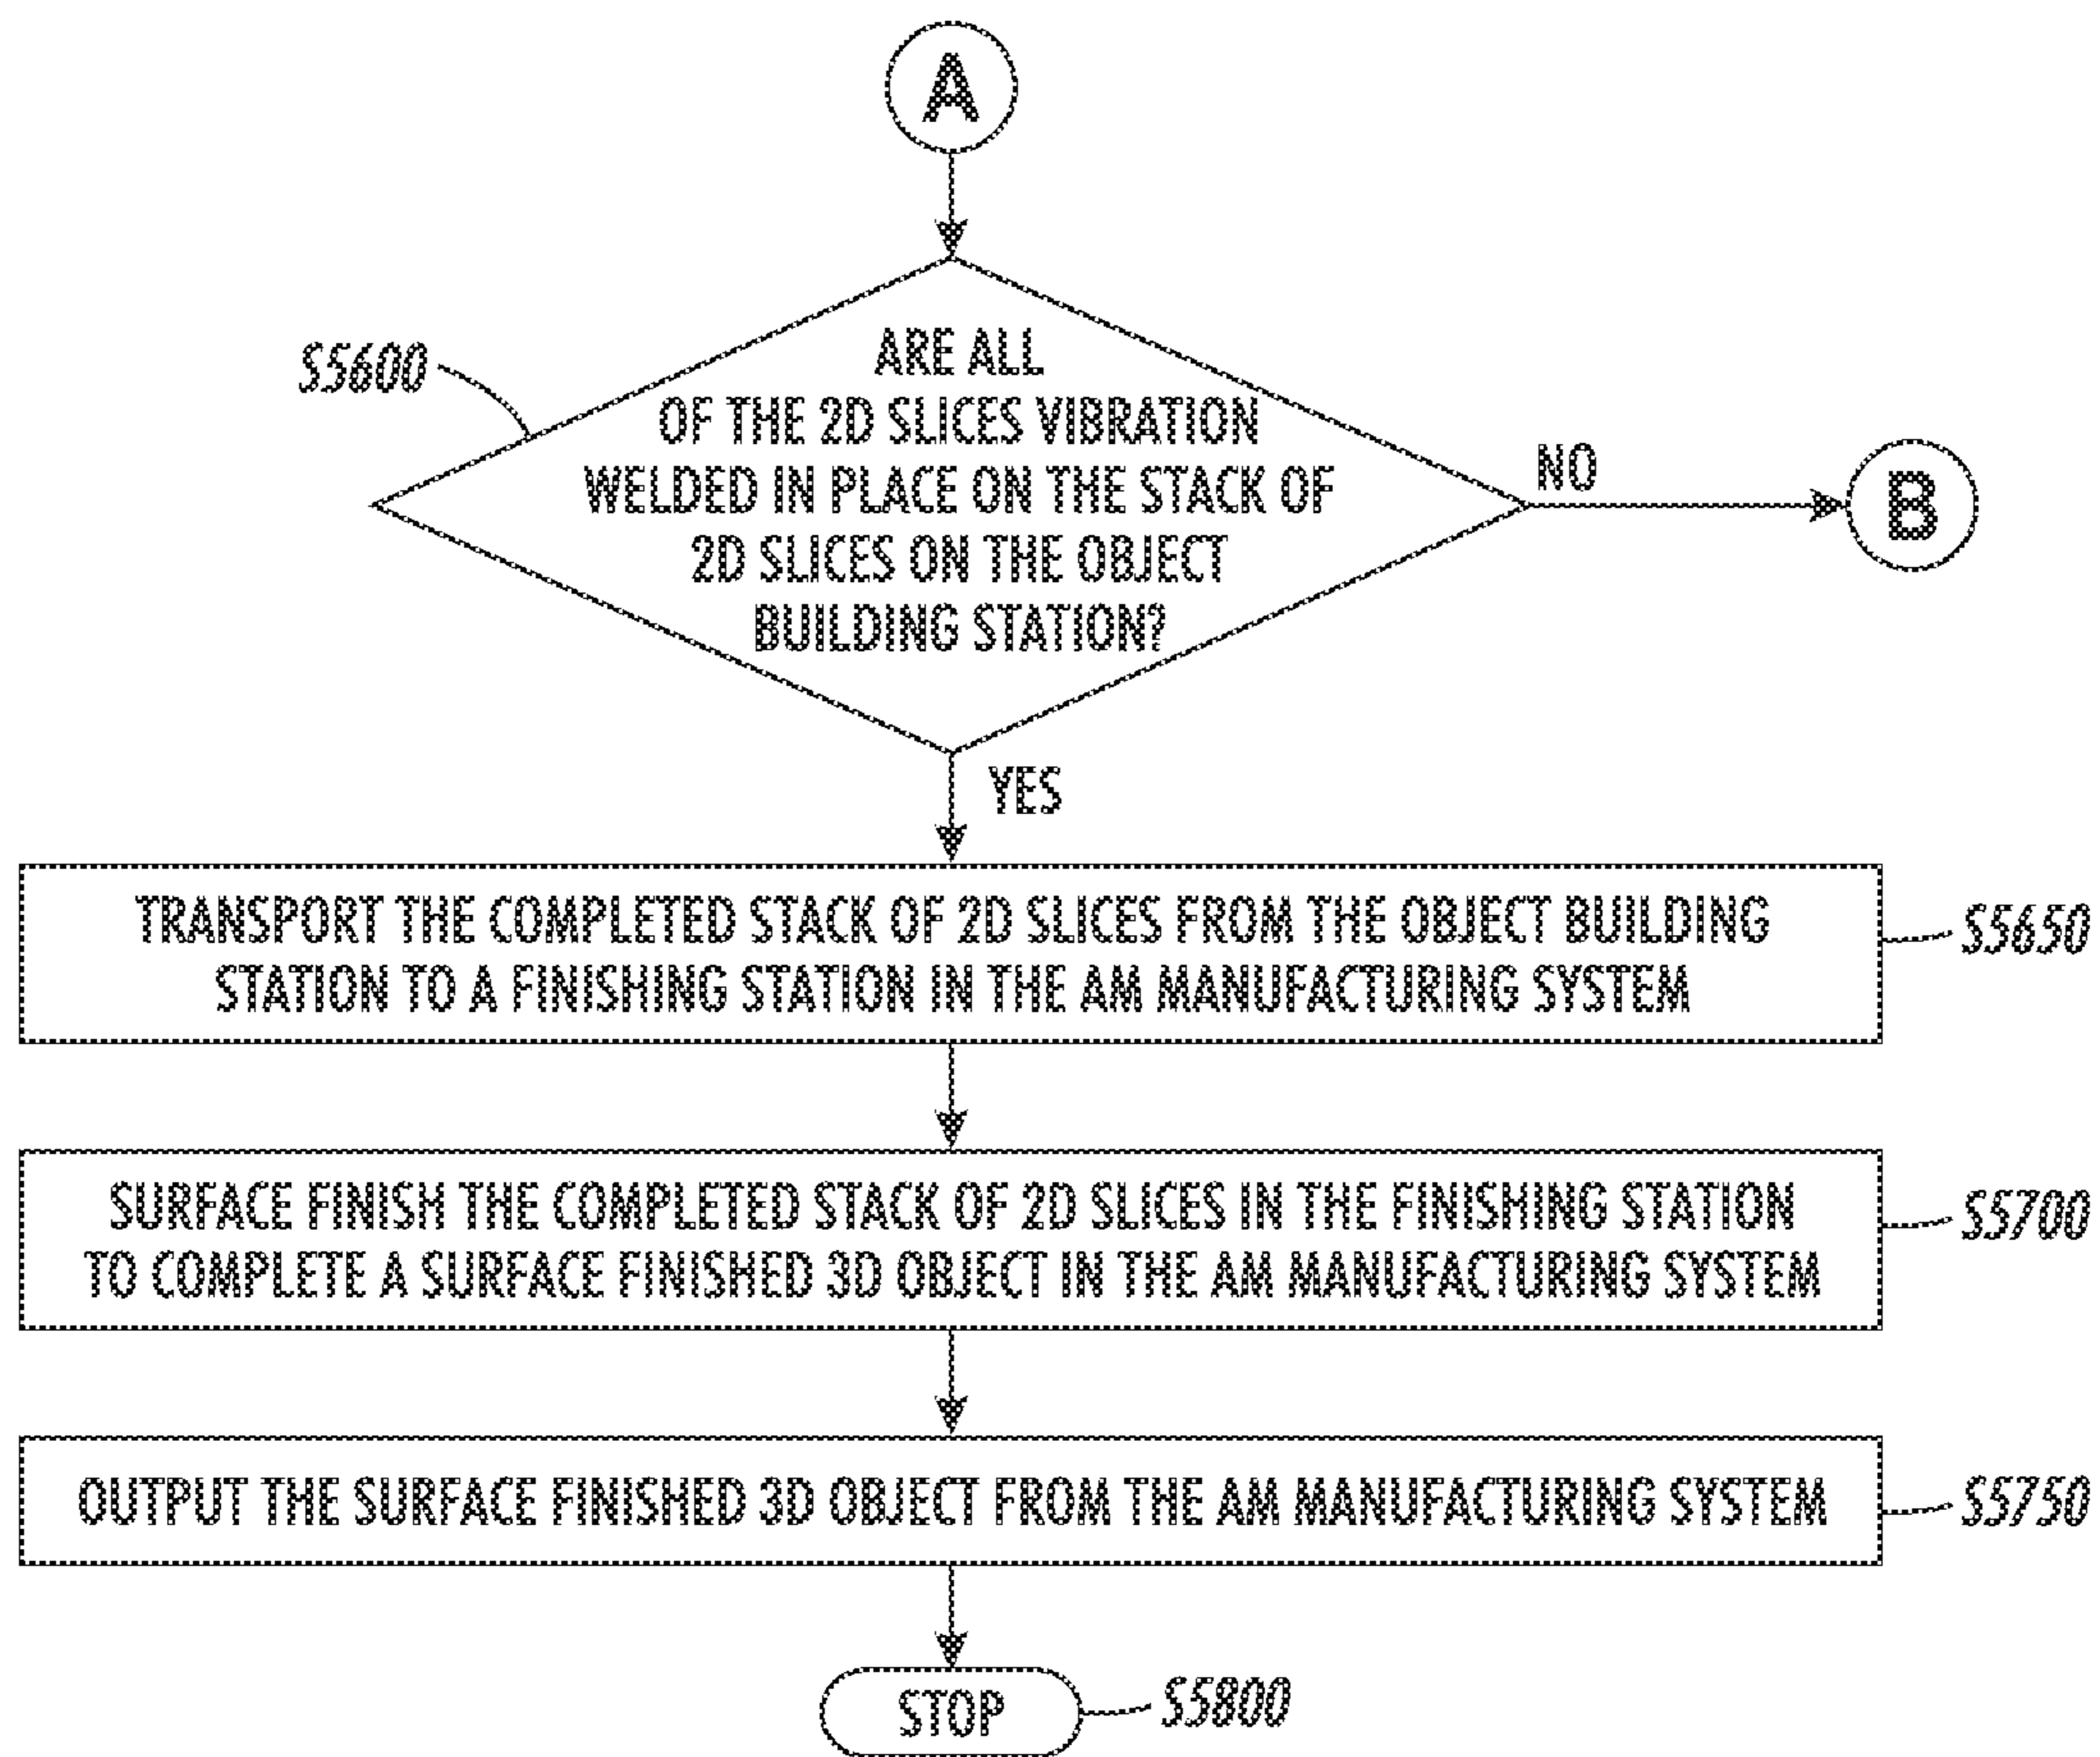 A
S5600
ARE ALL
OF THE 2D SLICES VIBRATION
WELDED IN PLACE ON THE STACK OF
2D SLICES ON THE OBJECT
BUILDING STATION?
NO
B
YES
TRANSPORT THE COMPLETED STACK OF 2D SLICES FROM THE OBJECT BUILDING
STATION TO A FINISHING STATION IN THE AM MANUFACTURING SYSTEM
S5650
SURFACE FINISH THE COMPLETED STACK OF 2D SLICES IN THE FINISHING STATION
TO COMPLETE A SURFACE FINISHED 3D OBJECT IN THE AM MANUFACTURING SYSTEM
S5700
OUTPUT THE SURFACE FINISHED 3D OBJECT FROM THE AM MANUFACTURING SYSTEM
S5750
STOP
S5800